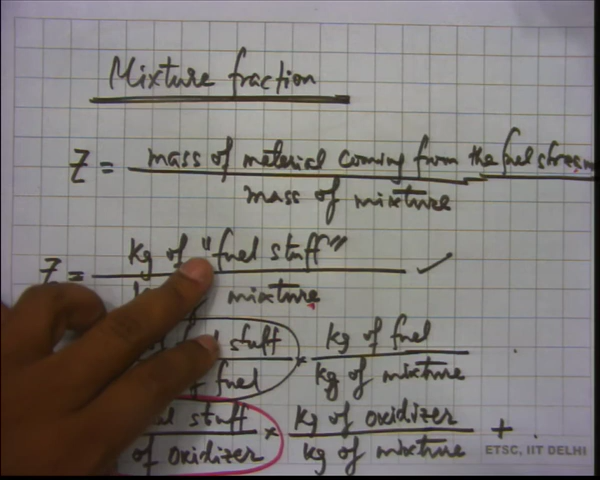 Mixture fraction
Z = mass of material coming from the fuel stream
mass of mixture
Z = kg of "fuel stuff" ✓
mixture
stuff × kg of fuel
fuel kg of mixture
stuff × kg of oxidizer +
of oxidizer kg of mixture
ETSC, IIT DELHI